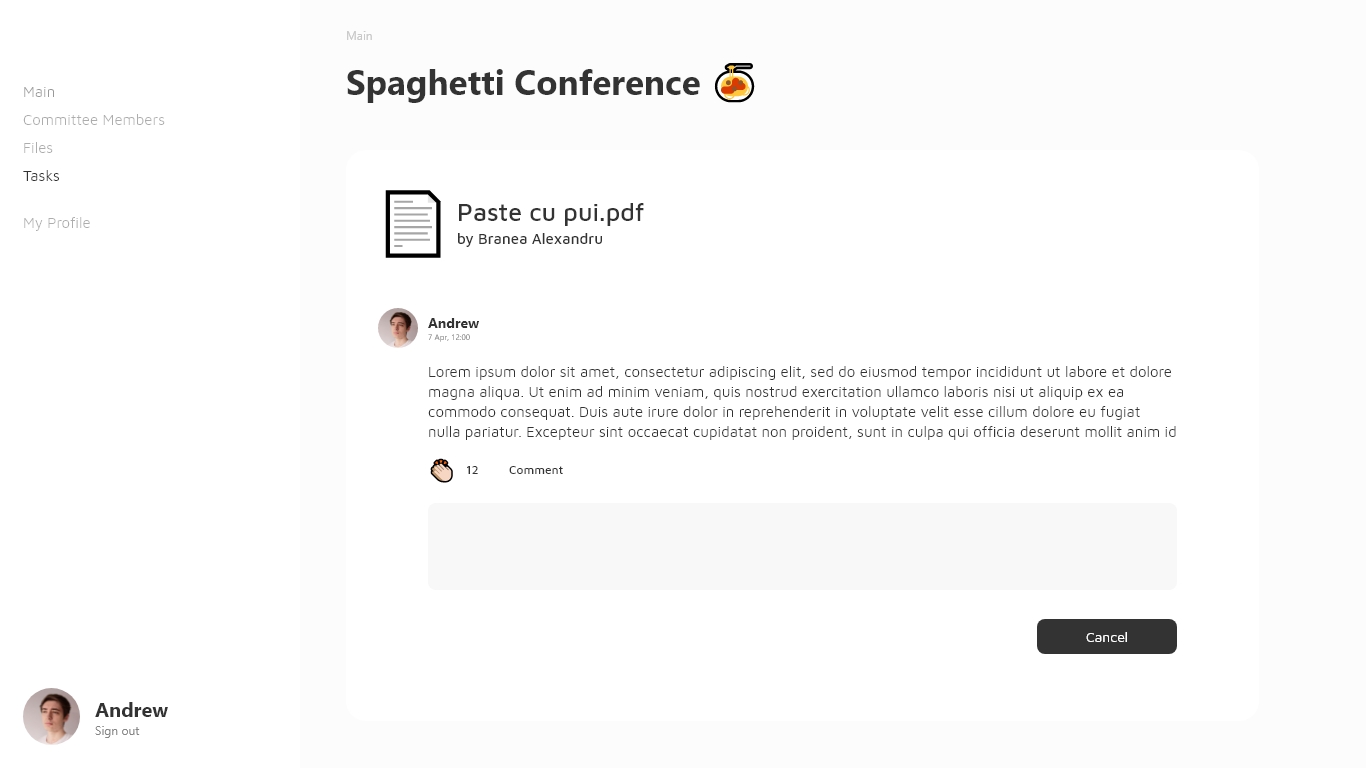 Main
Committee Members
Files
Tasks
My Profile
Andrew
Sign out
Main
Spaghetti Conference
Paste cu pui.pdf
by Branea Alexandru
Andrew
7 Apr, 12:00
Lorem ipsum dolor sit amet, consectetur adipiscing elit, sed do eiusmod tempor incididunt ut labore et dolore
magna aliqua. Ut enim ad minim veniam, quis nostrud exercitation ullamco laboris nisi ut aliquip ex ea
commodo consequat. Duis aute irure dolor in reprehenderit in voluptate velit esse cillum dolore eu fugiat
nulla pariatur. Excepteur sint occaecat cupidatat non proident, sunt in culpa qui officia deserunt mollit anim id
12 Comment
Cancel